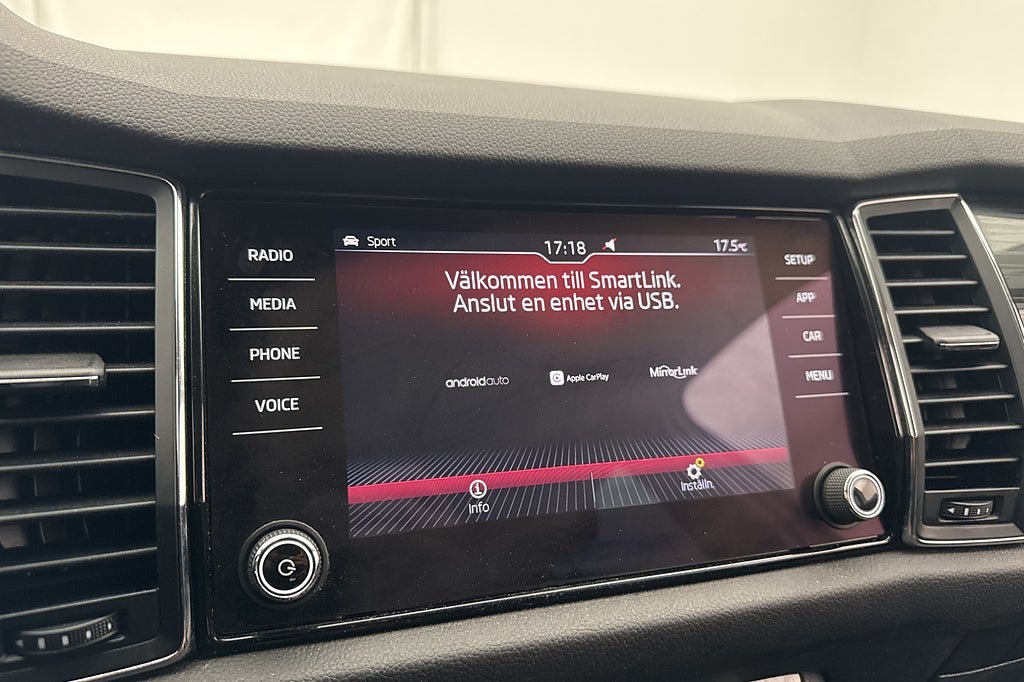 RADIO
MEDIA
PHONE
VOICE
Sport
17:18
17.5°C
Välkommen till SmartLink.
Anslut en enhet via USB.
androidauto
Apple CarPlay
MirrorLink
Info
Inställn.
SETUP
APP
CAR
MENU